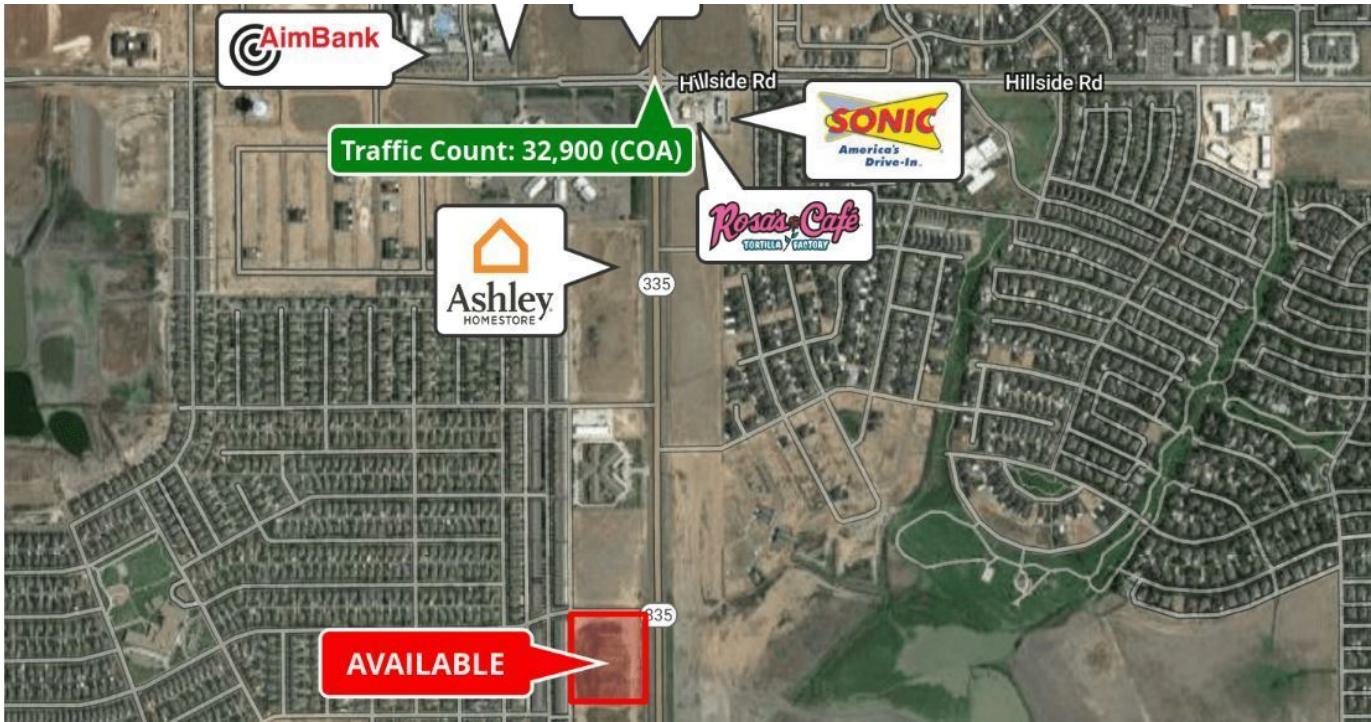 AimBank
Hillside Rd
Hillside Rd
SONIC
America's
Drive-In.
Traffic Count: 32,900 (COA)
Rosa's Café
TORTILLA FACTORY
Ashley
HOMESTORE
335
335
AVAILABLE